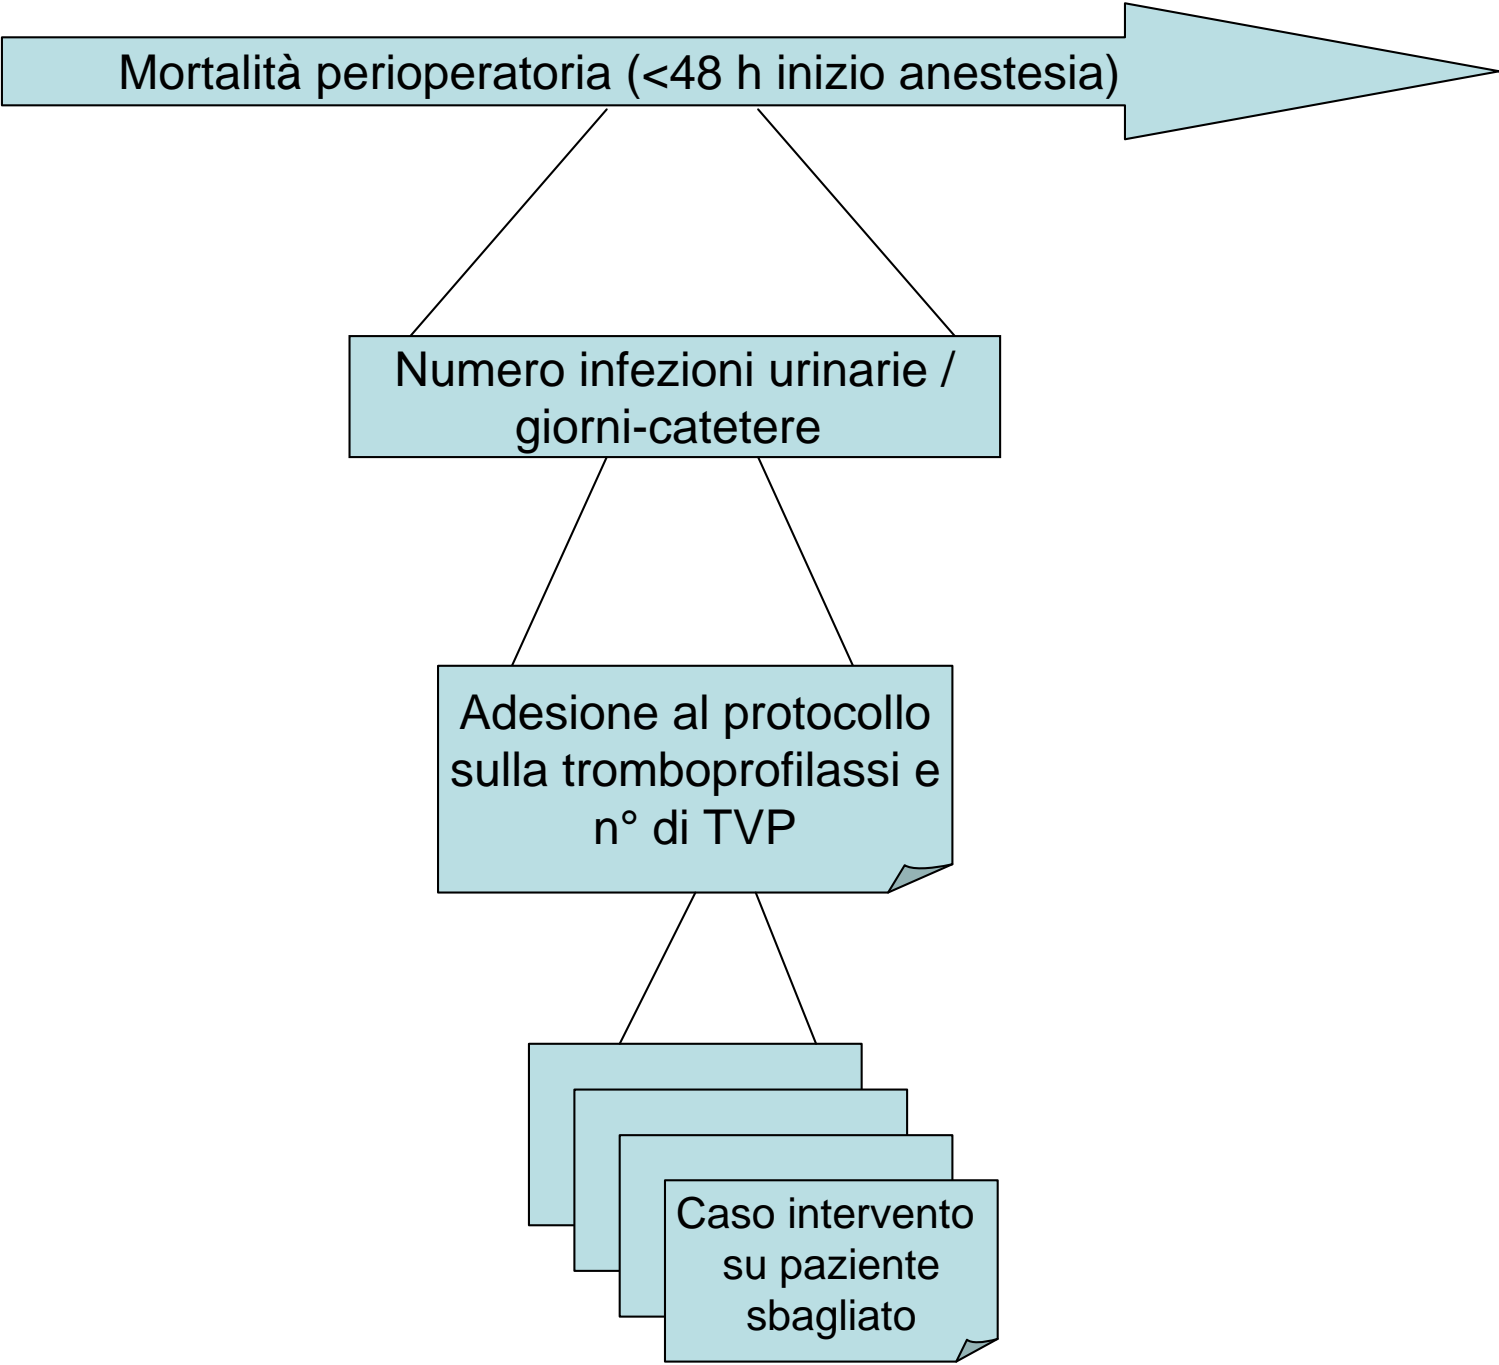 Mortalità perioperatoria (<48 h inizio anestesia)
Numero infezioni urinarie /
giorni-catetere
Adesione al protocollo
sulla tromboprofilassi e
n° di TVP
Caso intervento
su paziente
sbagliato